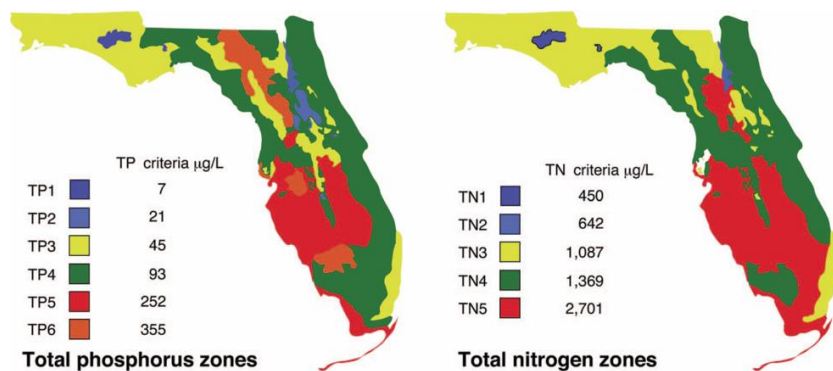 TP criteria µg/L
TP1 7
TP2 21
TP3 45
TP4 93
TP5 252
TP6 355
Total phosphorus zones
TN criteria µg/L
TN1 450
TN2 642
TN3 1,087
TN4 1,369
TN5 2,701
Total nitrogen zones